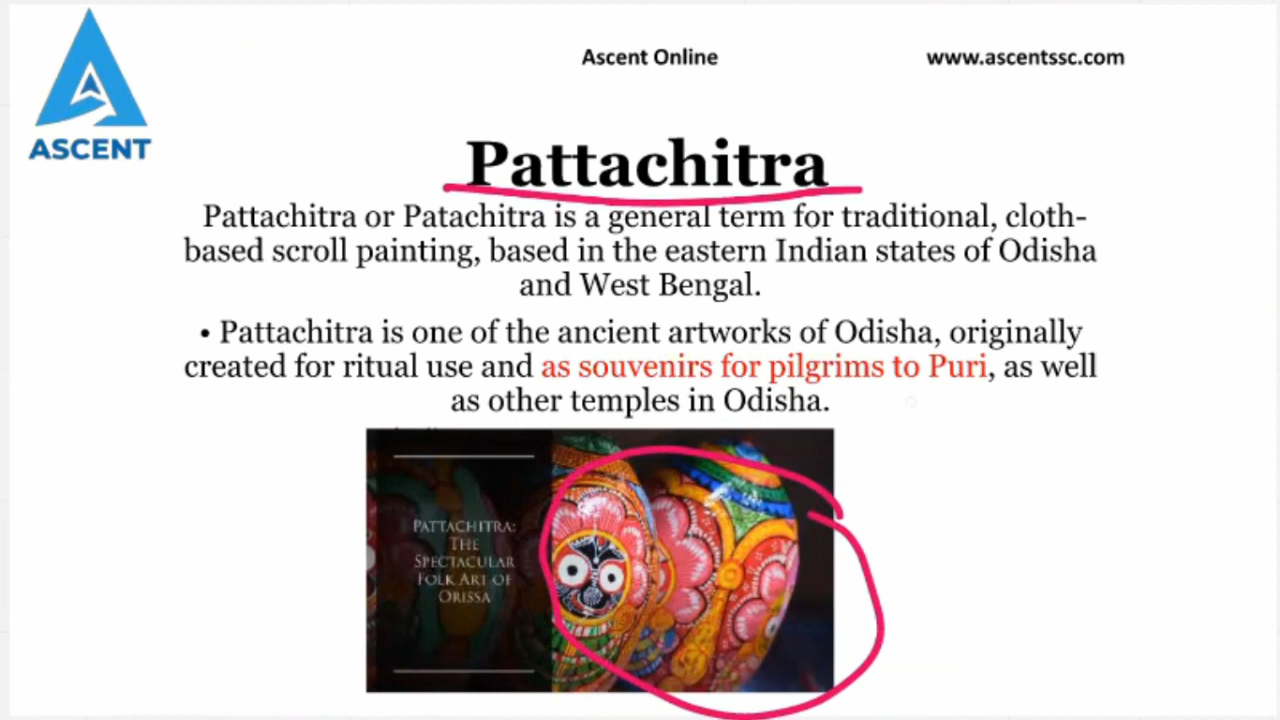 Ascent Online
www.ascentssc.com
ASCENT
Pattachitra
Pattachitra or Patachitra is a general term for traditional, cloth-
based scroll painting, based in the eastern Indian states of Odisha
and West Bengal.
• Pattachitra is one of the ancient artworks of Odisha, originally
created for ritual use and as souvenirs for pilgrims to Puri, as well
as other temples in Odisha.
PATTACHITRA:
THE
SPECTACULAR
FOLK ART OF
ORISSA